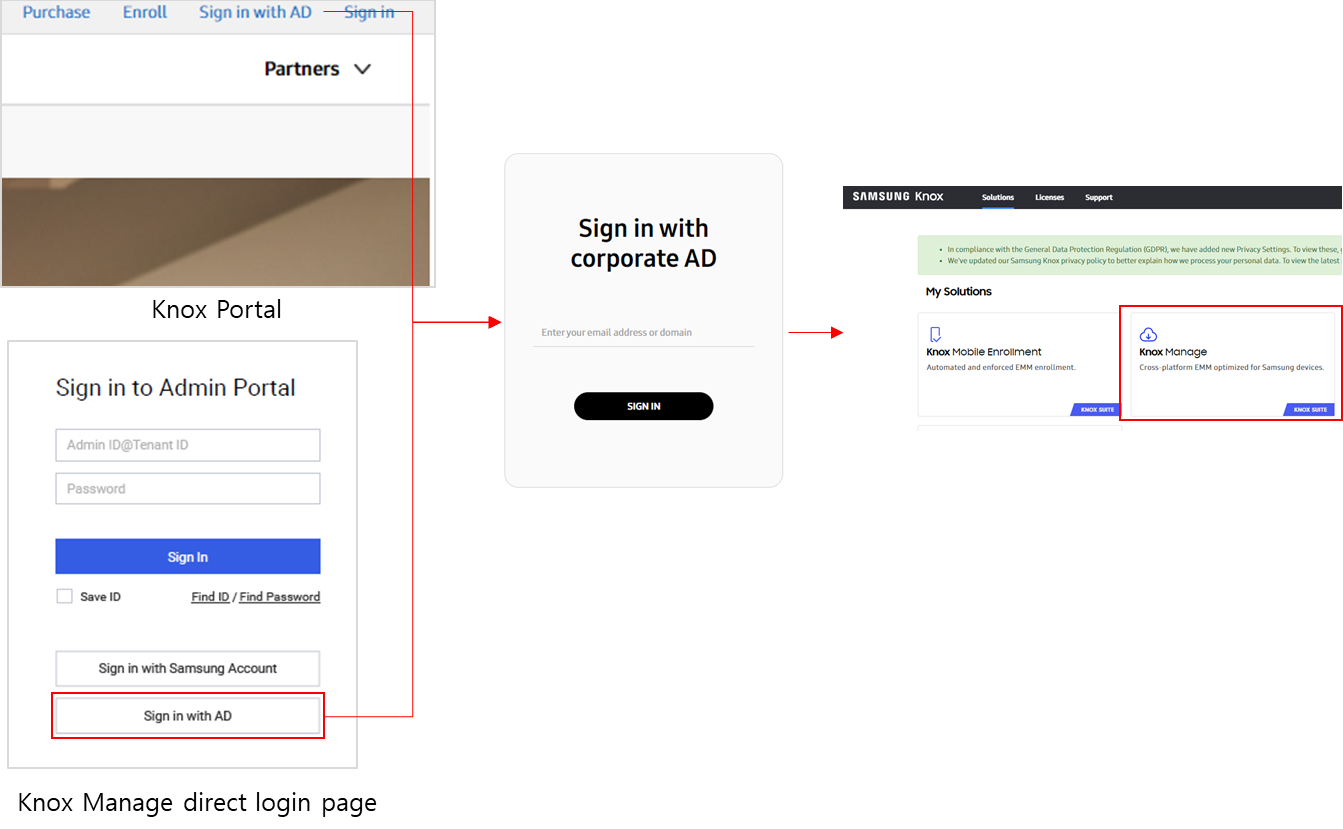 Purchase Enroll Sign in with AD Sign in
Partners
Knox Portal
Sign in to Admin Portal
Admin ID@Tenant ID
Password
Sign In
Save ID Find ID / Find Password
Sign in with Samsung Account
Sign in with AD
Knox Manage direct login page
Sign in with
corporate AD
Enter your email address or domain
SIGN IN
SAMSUNG Knox Solutions Licenses Support
• In compliance with the General Data Protection Regulation (GDPR), we have added new Privacy Settings. To view these,
• We've updated our Samsung Knox privacy policy to better explain how we process your personal data. To view the latest
My Solutions
Knox Mobile Enrollment
Automated and enforced EMM enrollment.
KNOX SUITE
Knox Manage
Cross-platform EMM optimized for Samsung devices.
KNOX SUITE